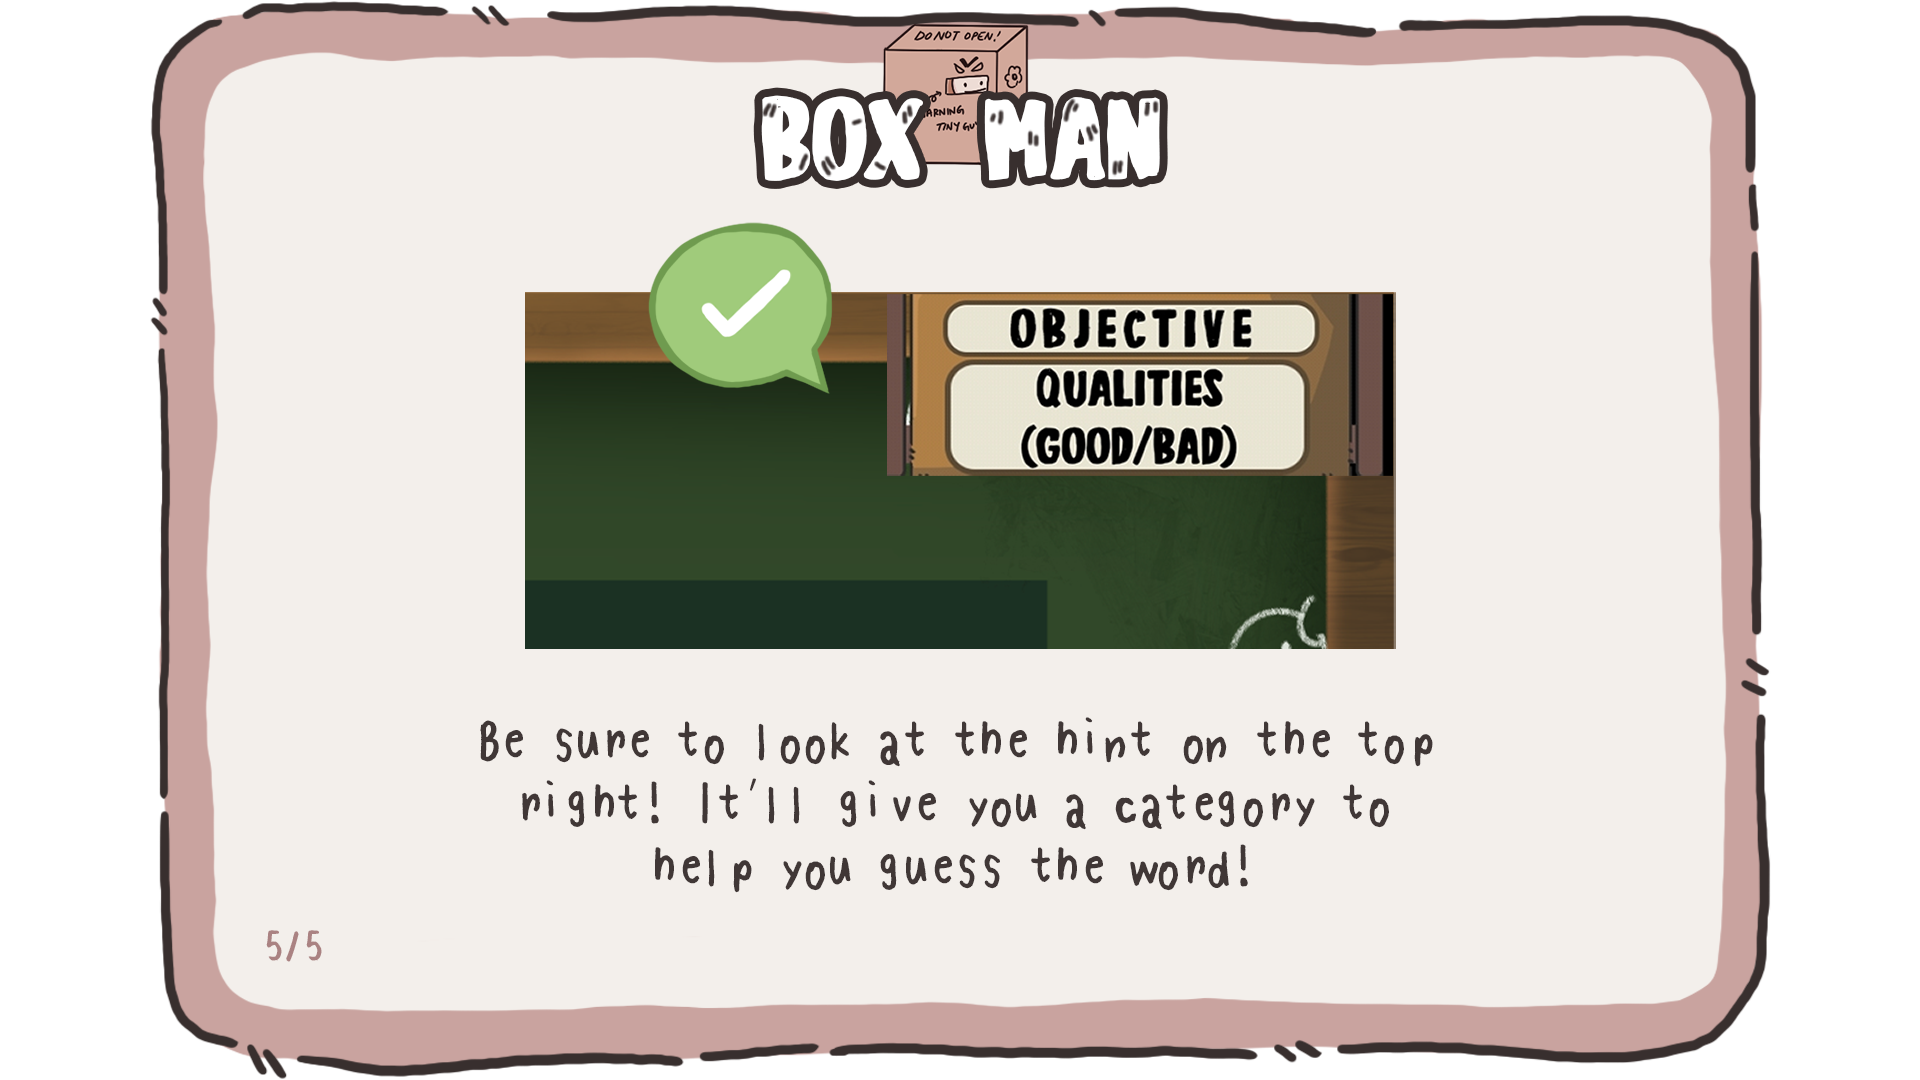 DO NOT OPEN!
BOX MAN
TINY
OBJECTIVE
QUALITIES
(GOOD/BAD)
Be sure to look at the hint on the top
right! It'll give you a category to
help you guess the word!
5/5